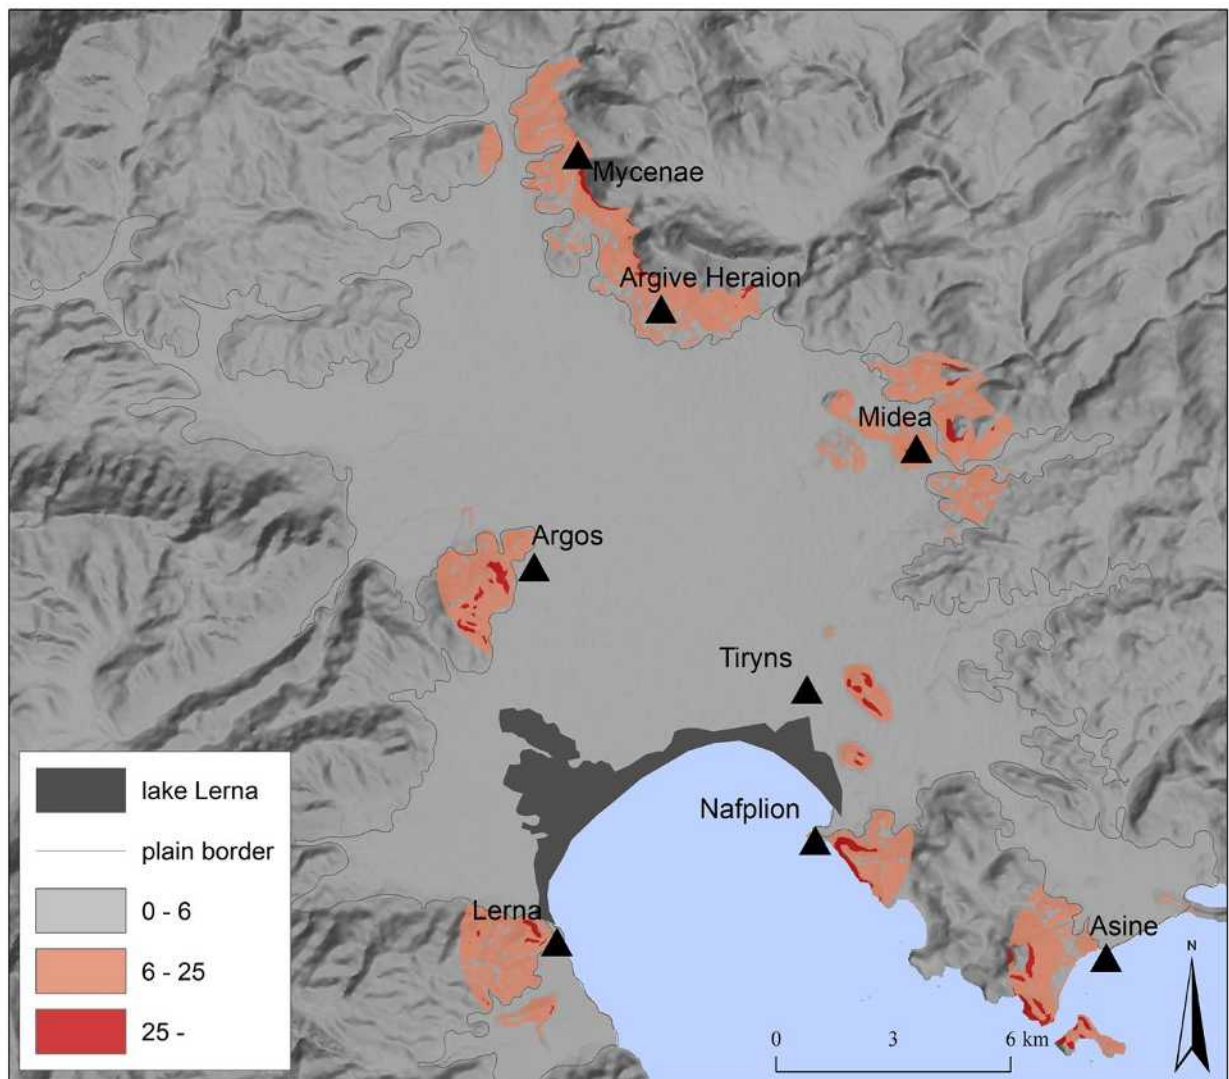 Mycenae
Argive Heraion
Midea
Argos
Tiryns
Nafplion
Lerna
Asine
lake Lerna
plain border
0 - 6
6 - 25
25 -
N
0 3 6 km